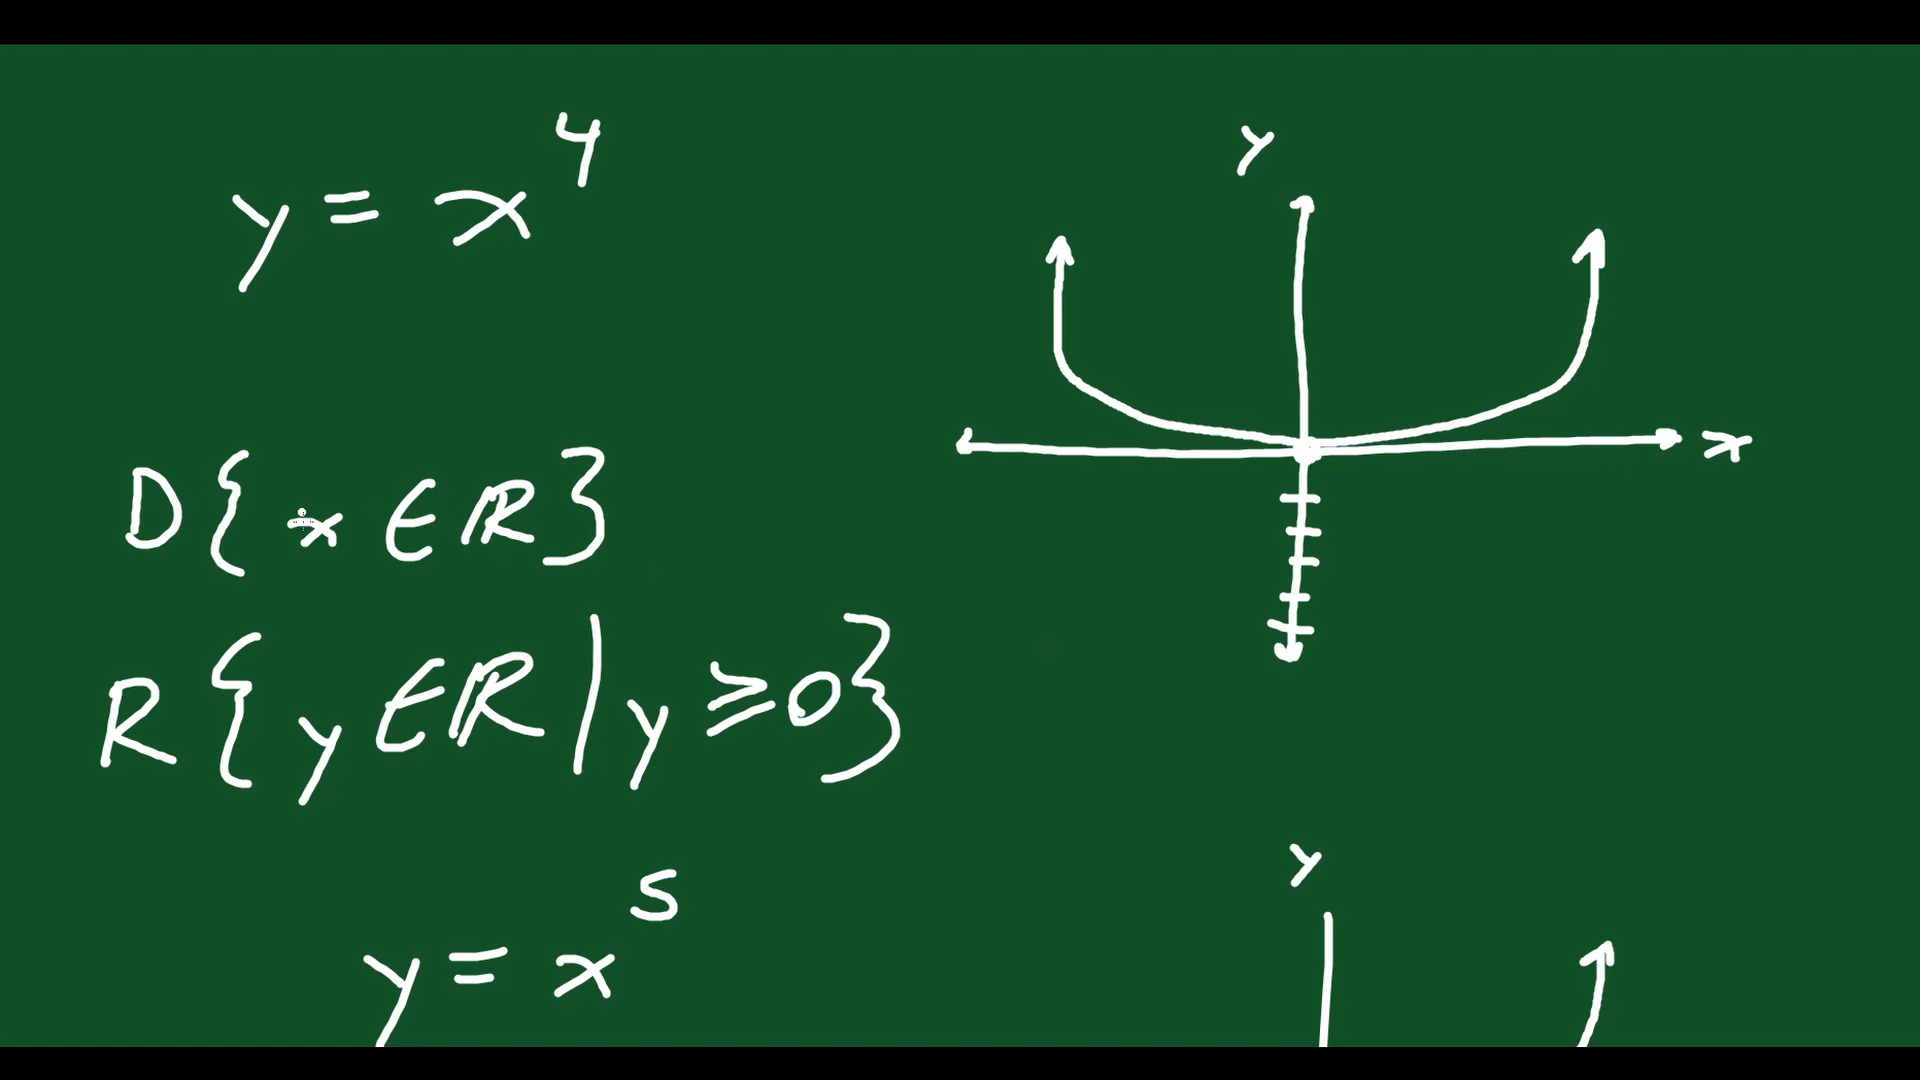 y = x⁴
y
x
D{ x ∈ ℝ}
R{ y ∈ ℝ | y ≥ 0}
y
y = x⁵